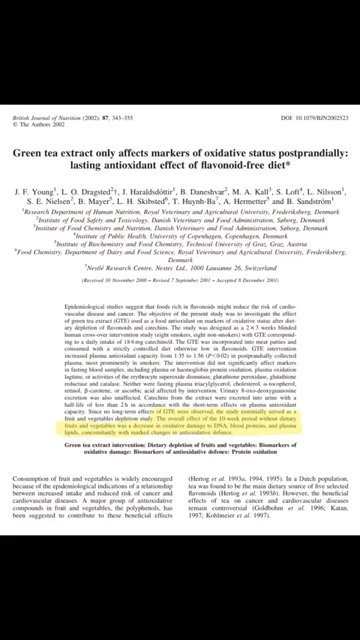 British Journal of Nutrition (2002), 87, 343–355
DOI: 10.1079/BJN2002523
© The Authors 2002
Green tea extract only affects markers of oxidative status postprandially:
lasting antioxidant effect of flavonoid-free diet*
J. F. Young¹, L. O. Dragsted²†, J. Haraldsdóttir¹, B. Daneshvar², M. A. Kall³, S. Loft⁴, L. Nilsson¹,
S. E. Nielsen², B. Mayer⁵, L. H. Skibsted⁶, T. Huynh-Ba⁷, A. Hermetter⁵ and B. Sandström¹
¹Research Department of Human Nutrition, Royal Veterinary and Agricultural University, Frederiksberg, Denmark
²Institute of Food Safety and Toxicology, Danish Veterinary and Food Administration, Søborg, Denmark
³Institute of Food Chemistry and Nutrition, Danish Veterinary and Food Administration, Søborg, Denmark
⁴Institute of Public Health, University of Copenhagen, Copenhagen, Denmark
⁵Institute of Biochemistry and Food Chemistry, Technical University of Graz, Graz, Austria
⁶Food Chemistry, Department of Dairy and Food Science, Royal Veterinary and Agricultural University, Frederiksberg,
Denmark
⁷Nestlé Research Centre, Nestec Ltd., 1000 Lausanne 26, Switzerland
(Received 30 November 2000 – Revised 7 September 2001 – Accepted 8 December 2001)
Epidemiological studies suggest that foods rich in flavonoids might reduce the risk of cardio-
vascular disease and cancer. The objective of the present study was to investigate the effect
of green tea extract (GTE) used as a food antioxidant on markers of oxidative status after diet-
ary depletion of flavonoids and catechins. The study was designed as a 2 × 3 weeks blinded
human cross-over intervention study (eight smokers, eight non-smokers) with GTE correspond-
ing to a daily intake of 18·6 mg catechins/d. The GTE was incorporated into meat patties and
consumed with a strictly controlled diet otherwise low in flavonoids. GTE intervention
increased plasma antioxidant capacity from 1·35 to 1·56 (P<0·02) in postprandially collected
plasma, most prominently in smokers. The intervention did not significantly affect markers
in fasting blood samples, including plasma or haemoglobin protein oxidation, plasma oxidation
lagtime, or activities of the erythrocyte superoxide dismutase, glutathione peroxidase, glutathione
reductase and catalase. Neither were fasting plasma triacylglycerol, cholesterol, α-tocopherol,
retinol, β-carotene, or ascorbic acid affected by intervention. Urinary 8-oxo-deoxyguanosine
excretion was also unaffected. Catechins from the extract were excreted into urine with a
half-life of less than 2 h in accordance with the short-term effects on plasma antioxidant
capacity. Since no long-term effects of GTE were observed, the study essentially served as a
fruit and vegetables depletion study. The overall effect of the 10-week period without dietary
fruits and vegetables was a decrease in oxidative damage to DNA, blood proteins, and plasma
lipids, concomitantly with marked changes in antioxidative defence.
Green tea extract intervention: Dietary depletion of fruits and vegetables: Biomarkers of
oxidative damage: Biomarkers of antioxidative defence: Protein oxidation
Consumption of fruit and vegetables is widely encouraged
because of the epidemiological indications of a relationship
between increased intake and reduced risk of cancer and
cardiovascular diseases. A major group of antioxidative
compounds in fruit and vegetables, the polyphenols, has
been suggested to contribute to these beneficial effects
(Hertog et al. 1993a, 1994, 1995). In a Dutch population,
tea was found to be the main dietary source of five selected
flavonoids (Hertog et al. 1993b). However, the beneficial
effects of tea on cancer and cardiovascular diseases
remain controversial (Goldbohm et al. 1996; Katan,
1997; Kohlmeier et al. 1997).